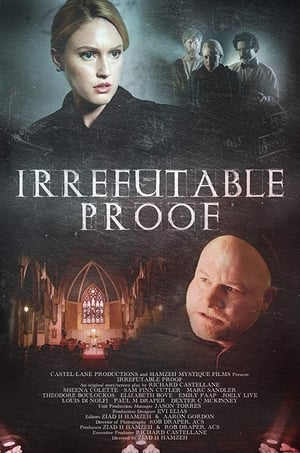 IRREFUTABLE
PROOF
CASTEL-LANE PRODUCTIONS AND HAMZEH MYSTIQUE FILMS Present:
IRREFUTABLE PROOF
An original story/screen play by RICHARD CASTELLANE
SHEENA COLETTE SAM FINN CUTLER MARC SANDLER
THEODORE BOULOUKOS ELIZABETH BOVE EMILY PAAP JOELY LIVE
LOUIS DI NOLFI PAUL M DRAPER DEXTER C MCKINNEY
Unit Production Manager JASON TORRES
Production Designer EVI ELIAS
Editors ZIAD H HAMZEH & AARON GORDON
Director of Photography ROB DRAPER, ACS
Producers ZIAD H HAMZEH & ROB DRAPER, ACS
Executive Producer RICHARD CASTELLANE
Directed by ZIAD H HAMZEH